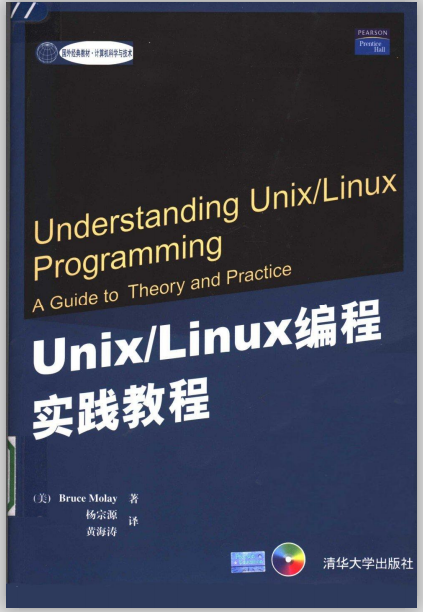 国外经典教材·计算机科学与技术
PEARSON
Prentice
Hall
Understanding Unix/Linux
Programming
A Guide to Theory and Practice
Unix/Linux编程
实践教程
(美) Bruce Molay 著
杨宗源
黄海涛 译
清华大学出版社